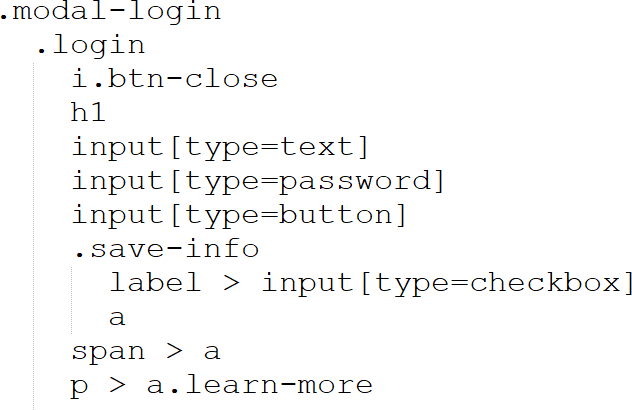 .modal-login
.login
i.btn-close
h1
input[type=text]
input[type=password]
input[type=button]
.save-info
label > input[type=checkbox]
a
span > a
p > a.learn-more